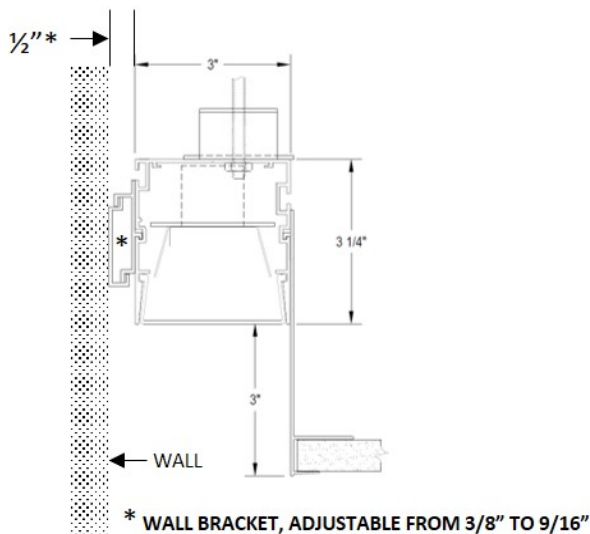 ½”*
3"
3 1/4"
*
3"
WALL
* WALL BRACKET, ADJUSTABLE FROM 3/8” TO 9/16”